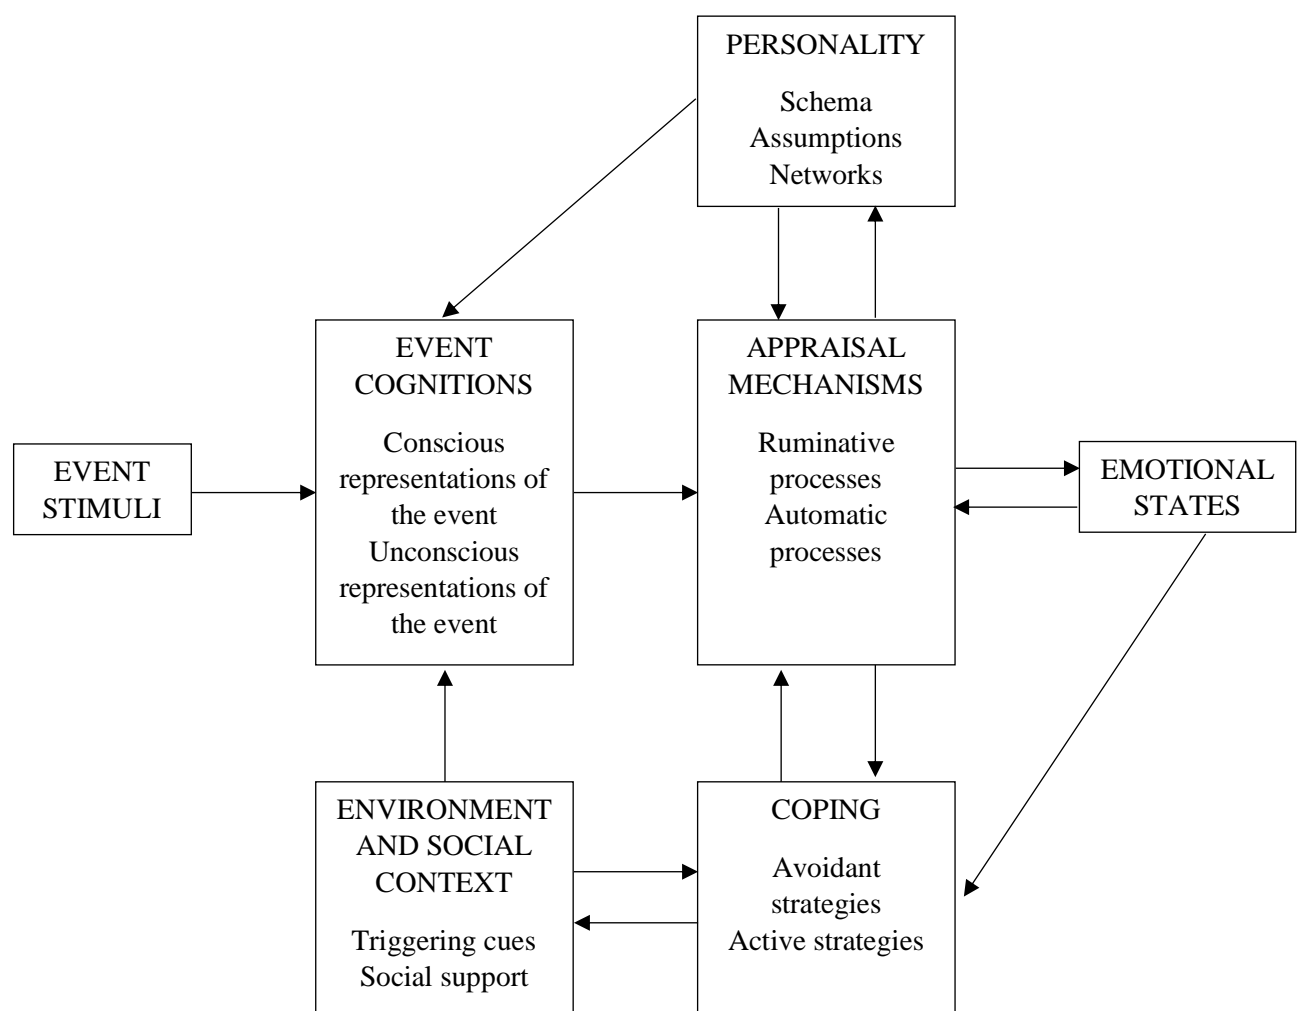 PERSONALITY
Schema
Assumptions
Networks
EVENT
COGNITIONS
Conscious
representations of
the event
Unconscious
representations of
the event
APPRAISAL
MECHANISMS
Ruminative
processes
Automatic
processes
EVENT
STIMULI
EMOTIONAL
STATES
ENVIRONMENT
AND SOCIAL
CONTEXT
Triggering cues
Social support
COPING
Avoidant
strategies
Active strategies